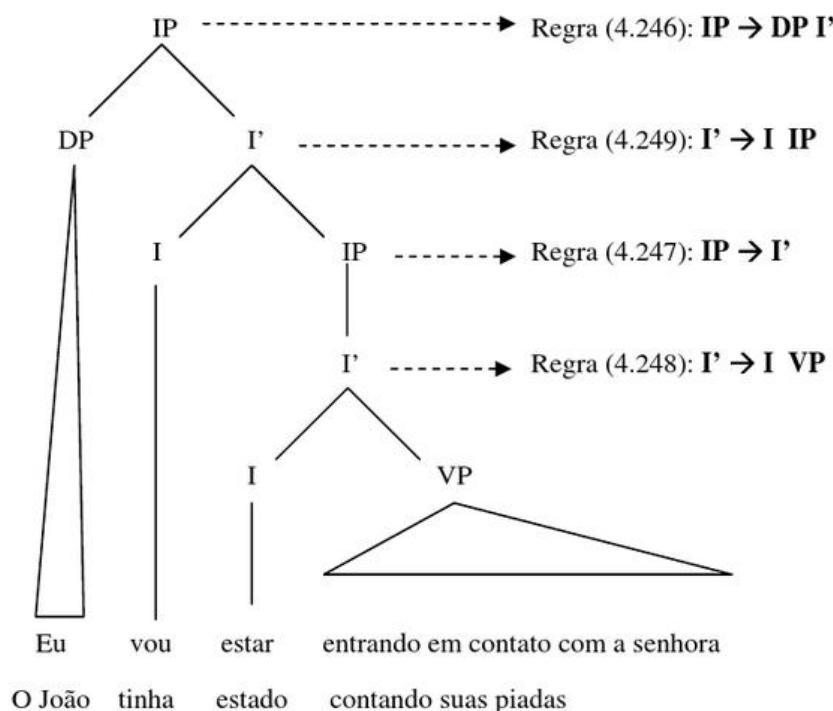 IP Regra (4.246): IP → DP I’
DP I’ Regra (4.249): I’ → I IP
I IP Regra (4.247): IP → I’
I’ Regra (4.248): I’ → I VP
I VP
Eu vou estar entrando em contato com a senhora
O João tinha estado contando suas piadas